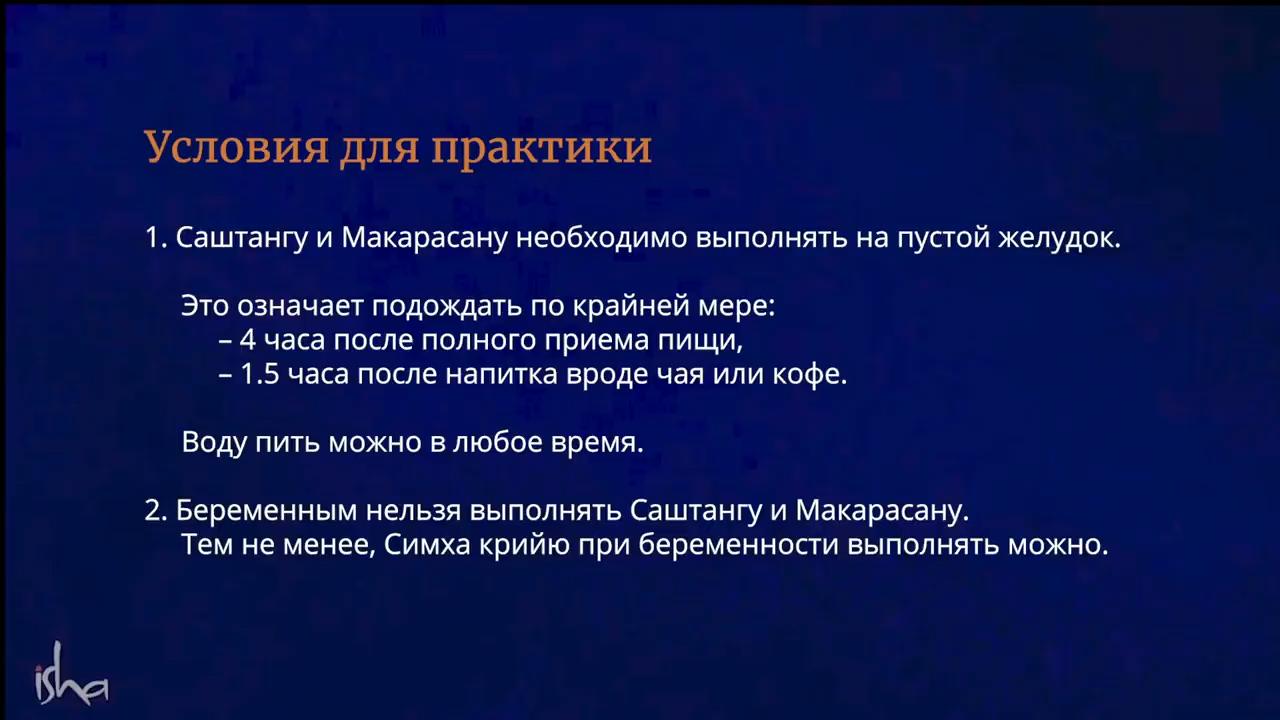 Условия для практики
1. Саштангу и Макарасану необходимо выполнять на пустой желудок.
Это означает подождать по крайней мере:
– 4 часа после полного приема пищи,
– 1.5 часа после напитка вроде чая или кофе.
Воду пить можно в любое время.
2. Беременным нельзя выполнять Саштангу и Макарасану.
Тем не менее, Симха крийю при беременности выполнять можно.
isha